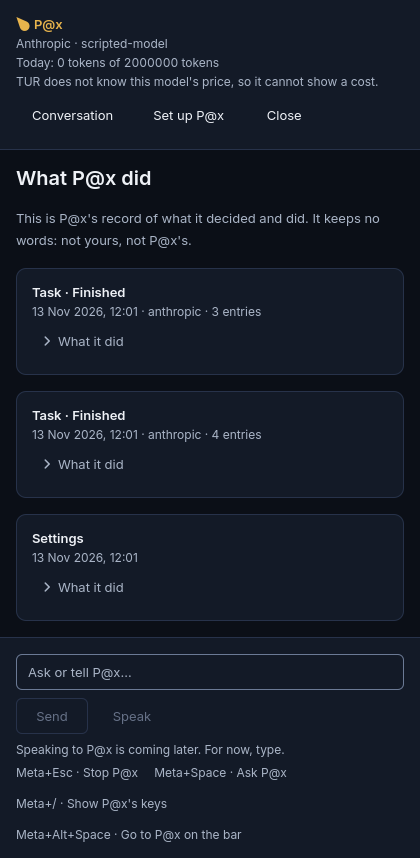 P@x
Anthropic · scripted-model
Today: 0 tokens of 2000000 tokens
TUR does not know this model's price, so it cannot show a cost.
Conversation Set up P@x Close
What P@x did
This is P@x's record of what it decided and did. It keeps no
words: not yours, not P@x's.
Task · Finished
13 Nov 2026, 12:01 · anthropic · 3 entries
What it did
Task · Finished
13 Nov 2026, 12:01 · anthropic · 4 entries
What it did
Settings
13 Nov 2026, 12:01
What it did
Ask or tell P@x...
Send Speak
Speaking to P@x is coming later. For now, type.
Meta+Esc · Stop P@x Meta+Space · Ask P@x
Meta+/ · Show P@x's keys
Meta+Alt+Space · Go to P@x on the bar